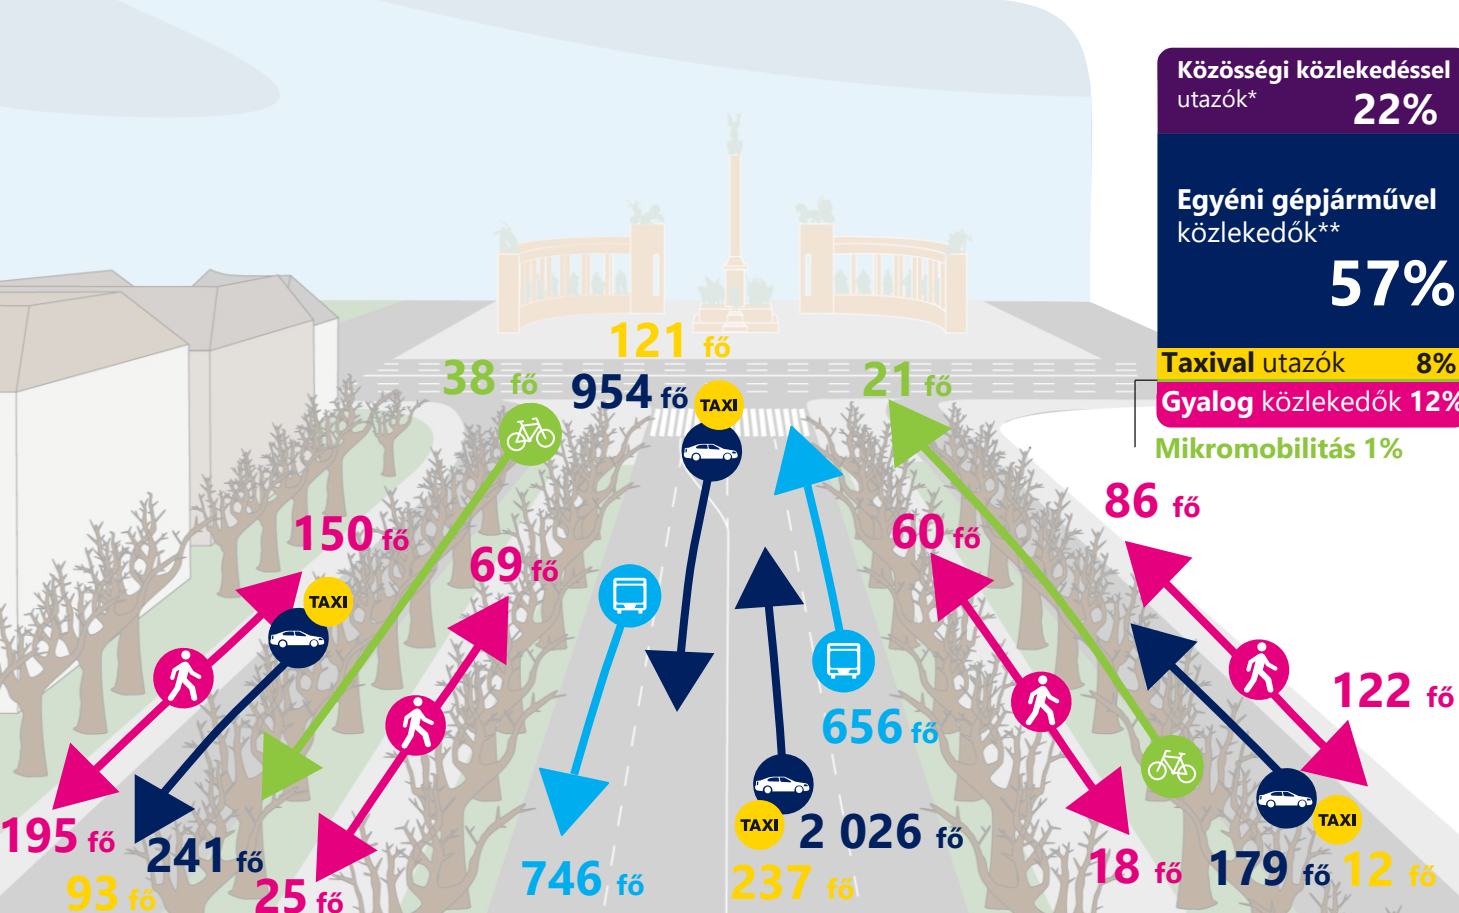 Közösségi közlekedéssel
utazók* 22%
Egyéni gépjárművel
közlekedők**
57%
Taxival utazók 8%
Gyalog közlekedők 12%
Mikromobilitás 1%
121 fő
38 fő
954 fő
21 fő
TAXI
86 fő
150 fő
69 fő
60 fő
TAXI
122 fő
656 fő
TAXI
2 026 fő
TAXI
195 fő
241 fő
93 fő
25 fő
746 fő
237 fő
18 fő
179 fő
12 fő